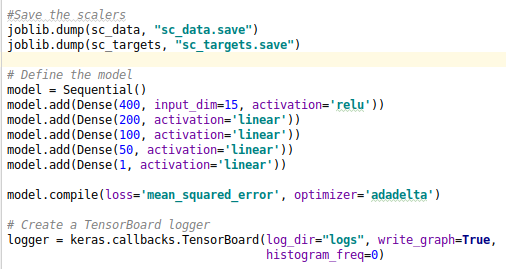 #Save the scalers
joblib.dump(sc_data, "sc_data.save")
joblib.dump(sc_targets, "sc_targets.save")
# Define the model
model = Sequential()
model.add(Dense(400, input_dim=15, activation='relu'))
model.add(Dense(200, activation='linear'))
model.add(Dense(100, activation='linear'))
model.add(Dense(50, activation='linear'))
model.add(Dense(1, activation='linear'))
model.compile(loss='mean_squared_error', optimizer='adadelta')
# Create a TensorBoard logger
logger = keras.callbacks.TensorBoard(log_dir="logs", write_graph=True,
histogram_freq=0)